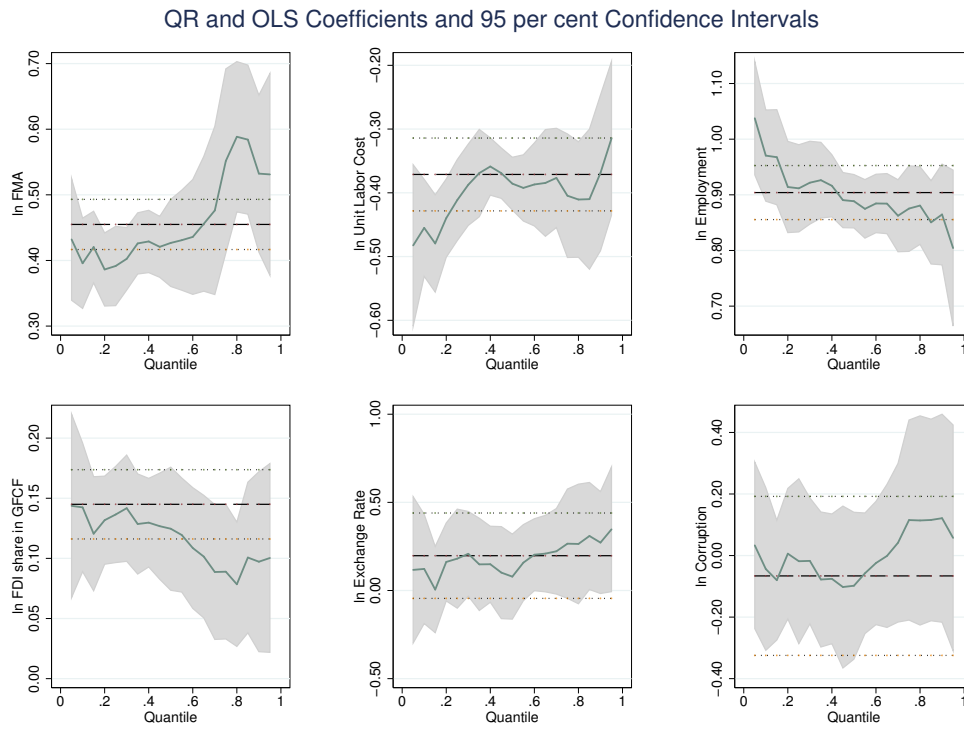 QR and OLS Coefficients and 95 per cent Confidence Intervals
ln FMA
0.70
0.60
0.50
0.40
0.30
0 .2 .4 .6 .8 1
Quantile
ln Unit Labor Cost
−0.20
−0.30
−0.40
−0.50
−0.60
0 .2 .4 .6 .8 1
Quantile
ln Employment
1.10
1.00
0.90
0.80
0.70
0 .2 .4 .6 .8 1
Quantile
ln FDI share in GFCF
0.20
0.15
0.10
0.05
0.00
0 .2 .4 .6 .8 1
Quantile
ln Exchange Rate
1.00
0.50
0.00
−0.50
0 .2 .4 .6 .8 1
Quantile
ln Corruption
0.40
0.20
0.00
−0.20
−0.40
0 .2 .4 .6 .8 1
Quantile